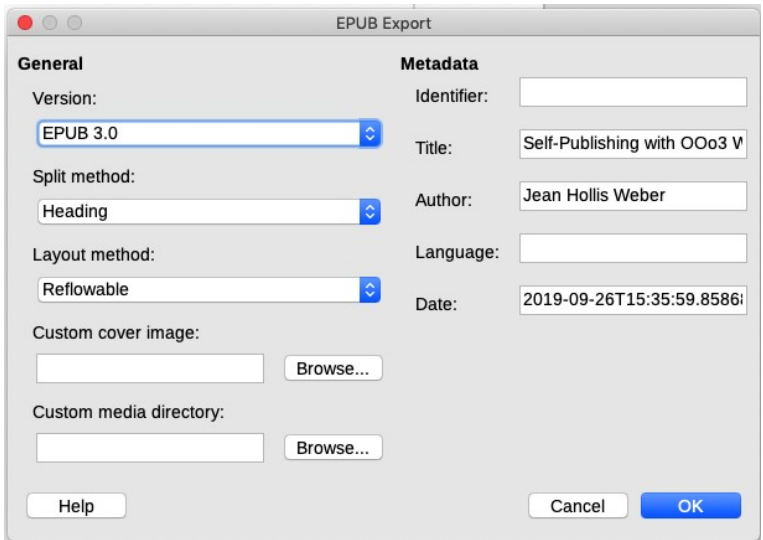 EPUB Export
General
Version:
EPUB 3.0
Split method:
Heading
Layout method:
Reflowable
Custom cover image:
Browse...
Custom media directory:
Browse...
Metadata
Identifier:
Title:
Self-Publishing with OOo3 W
Author:
Jean Hollis Weber
Language:
Date:
2019-09-26T15:35:59.8586
Help
Cancel
OK